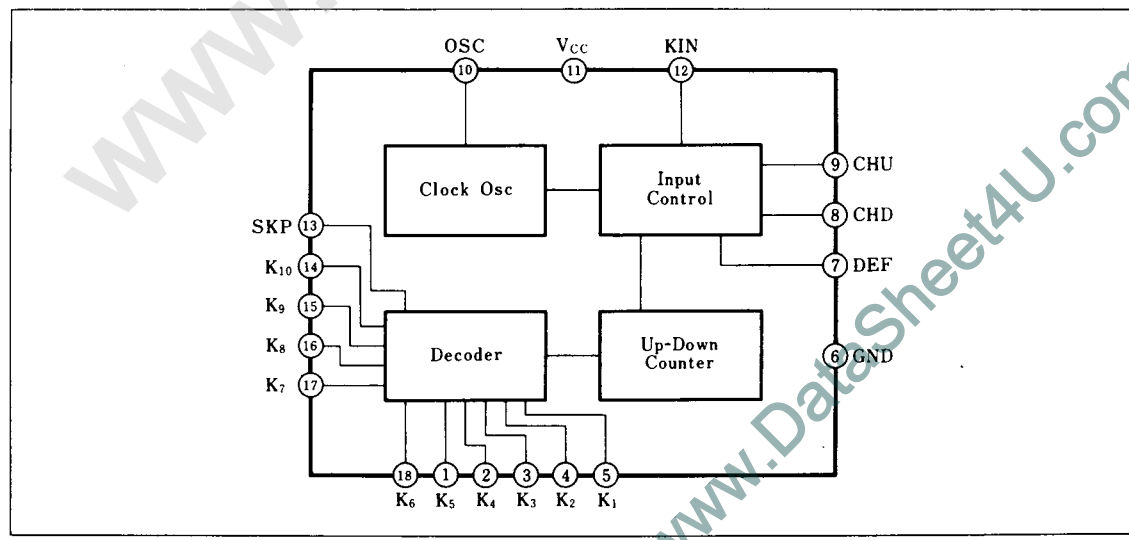 OSC Vcc KIN
10 11 12
Clock Osc
Input
Control
9 CHU
8 CHD
7 DEF
SKP 13
K10 14
K9 15
K8 16
K7 17
Decoder
Up-Down
Counter
6 GND
18 1 2 3 4 5
K6 K5 K4 K3 K2 K1
www.DataSheet4U.com
www.